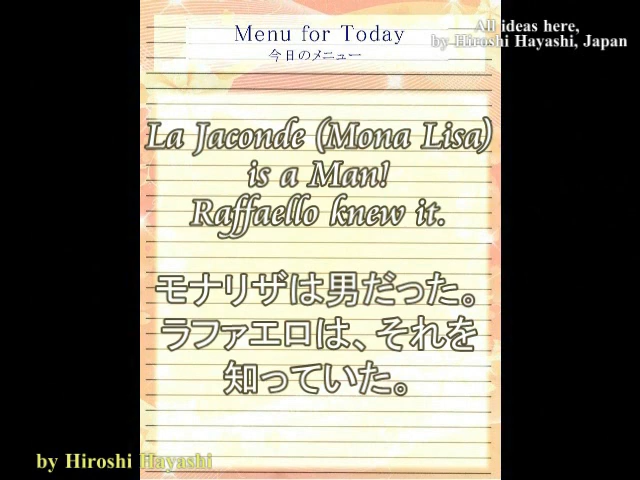 Menu for Today
今日のメニュー
All ideas here,
by Hiroshi Hayashi, Japan
La Jaconde (Mona Lisa)
is a Man!
Raffaello knew it.
モナリザは男だった。
ラファエロは、それを
知っていた。
by Hiroshi Hayashi